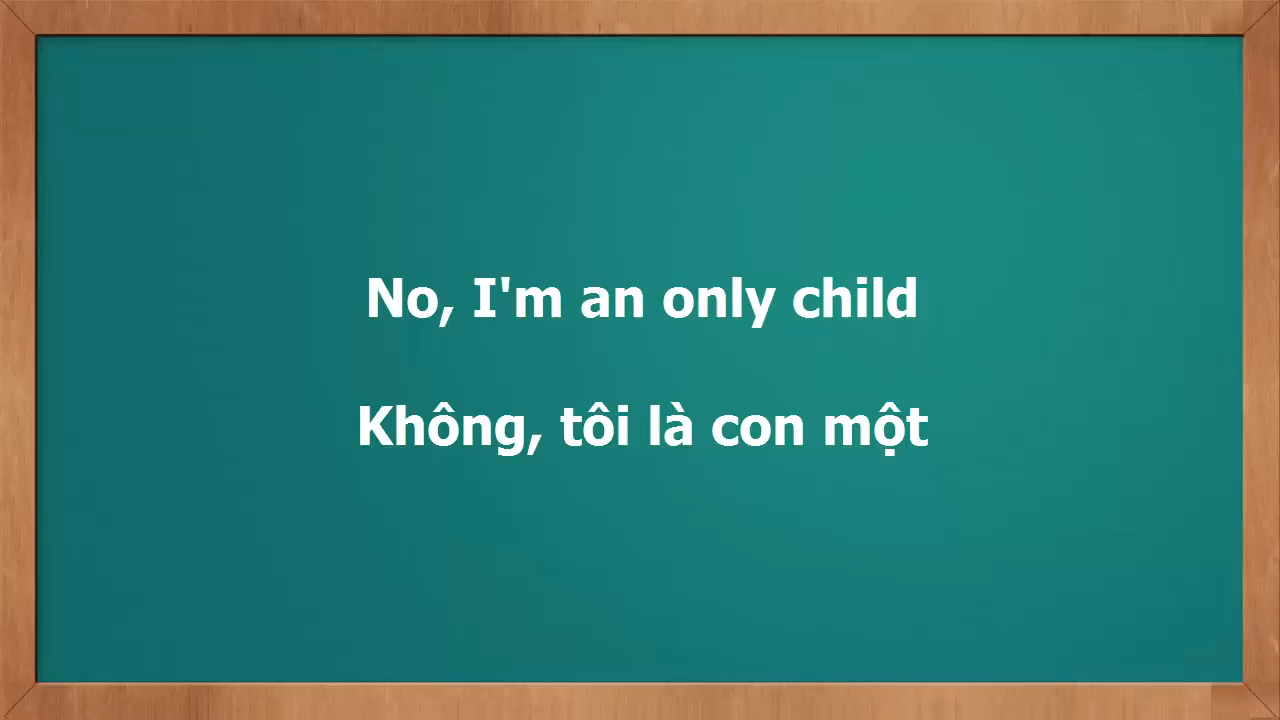 No, I'm an only child
Không, tôi là con một